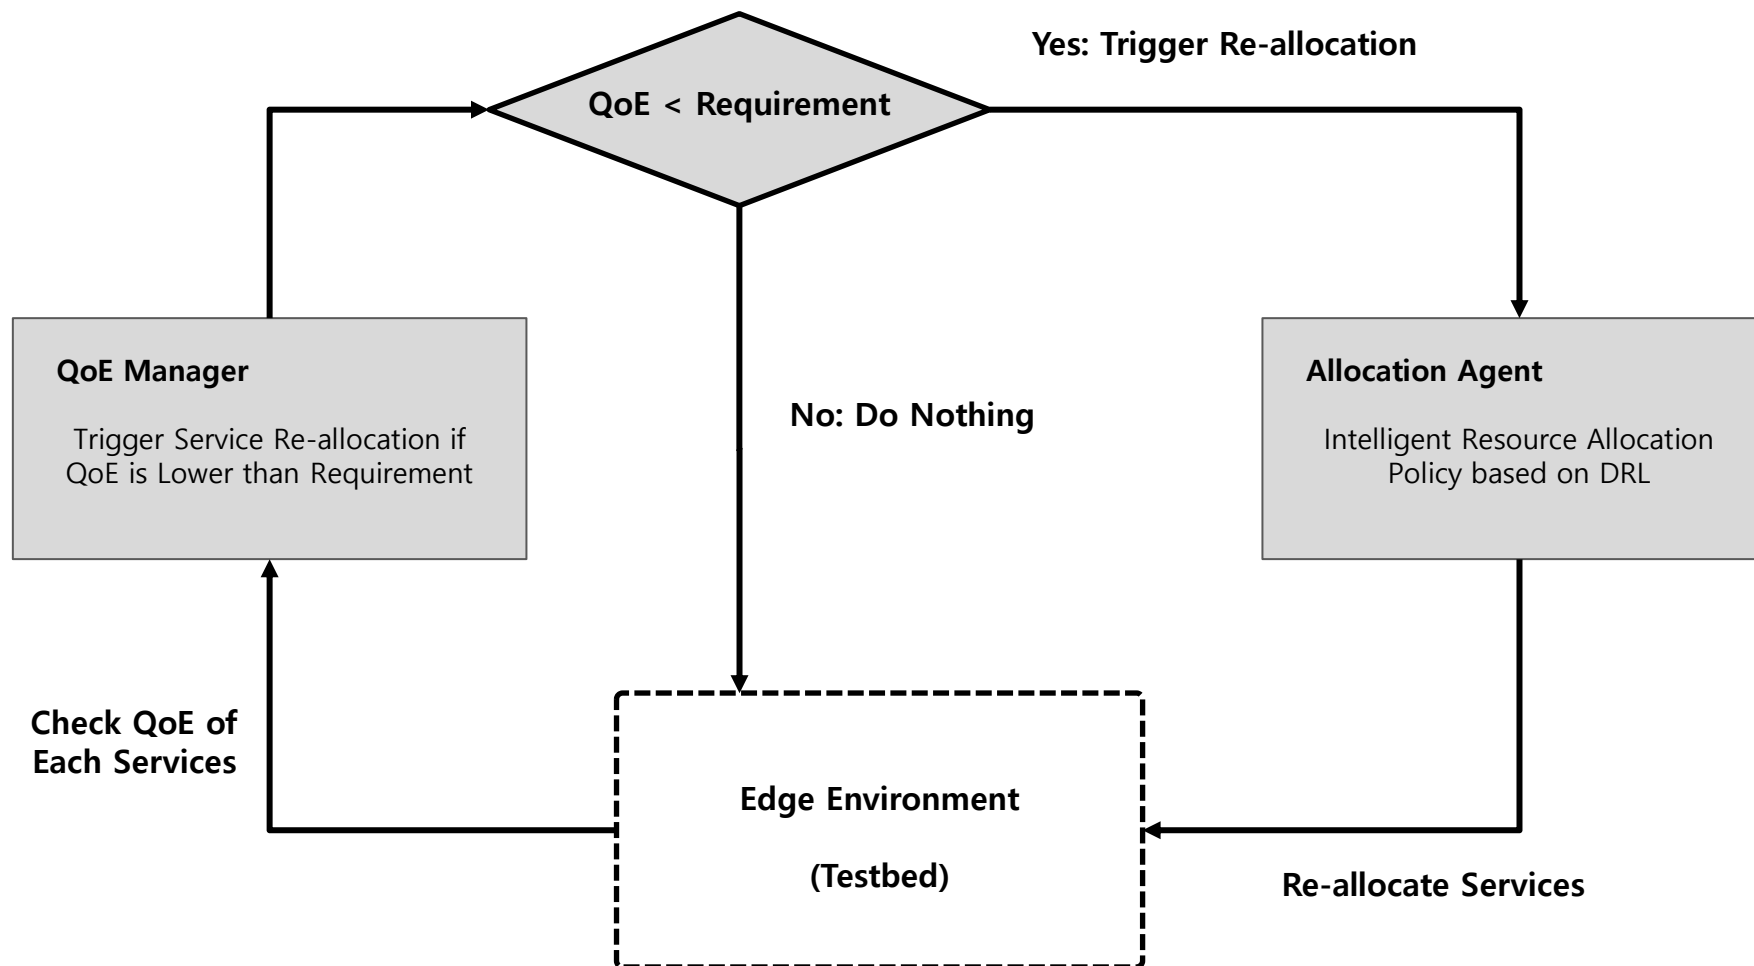 Yes: Trigger Re-allocation
QoE < Requirement
QoE Manager
Trigger Service Re-allocation if
QoE is Lower than Requirement
No: Do Nothing
Allocation Agent
Intelligent Resource Allocation
Policy based on DRL
Check QoE of
Each Services
Edge Environment
(Testbed)
Re-allocate Services